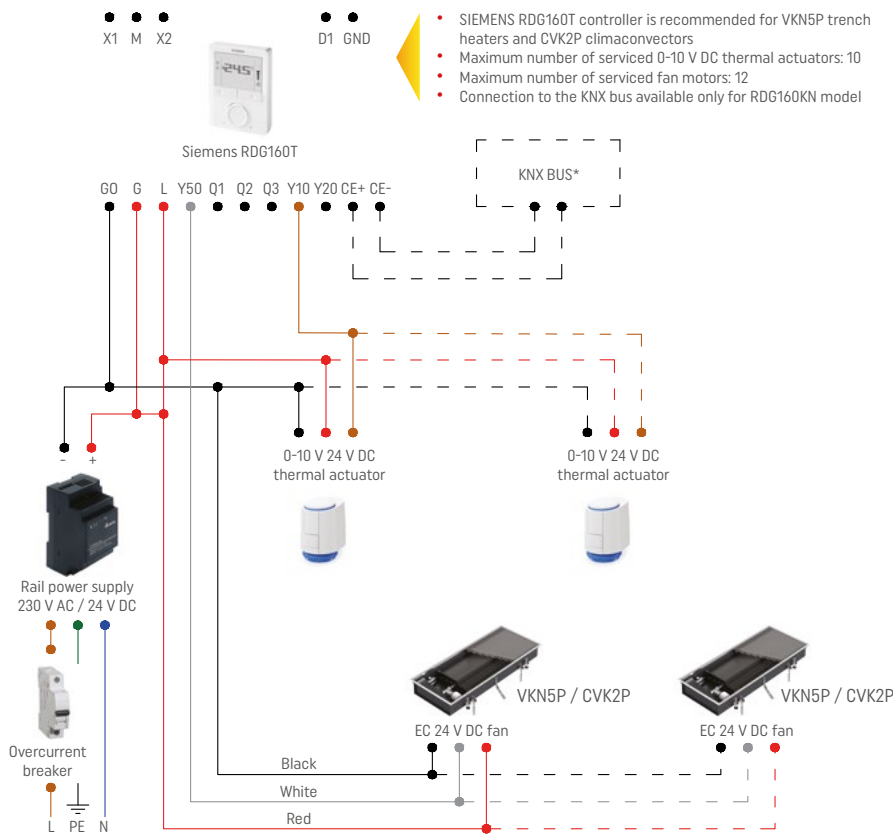 X1 M X2
D1 GND
• SIEMENS RDG160T controller is recommended for VKN5P trench
heaters and CVK2P climaconvectors
• Maximum number of serviced 0-10 V DC thermal actuators: 10
• Maximum number of serviced fan motors: 12
• Connection to the KNX bus available only for RDG160KN model
Siemens RDG160T
KNX BUS*
G0 G L Y50 Q1 Q2 Q3 Y10 Y20 CE+ CE-
- +
0-10 V 24 V DC
thermal actuator
0-10 V 24 V DC
thermal actuator
Rail power supply
230 V AC / 24 V DC
VKN5P / CVK2P
VKN5P / CVK2P
EC 24 V DC fan
EC 24 V DC fan
Overcurrent
breaker
Black
White
Red
L PE N